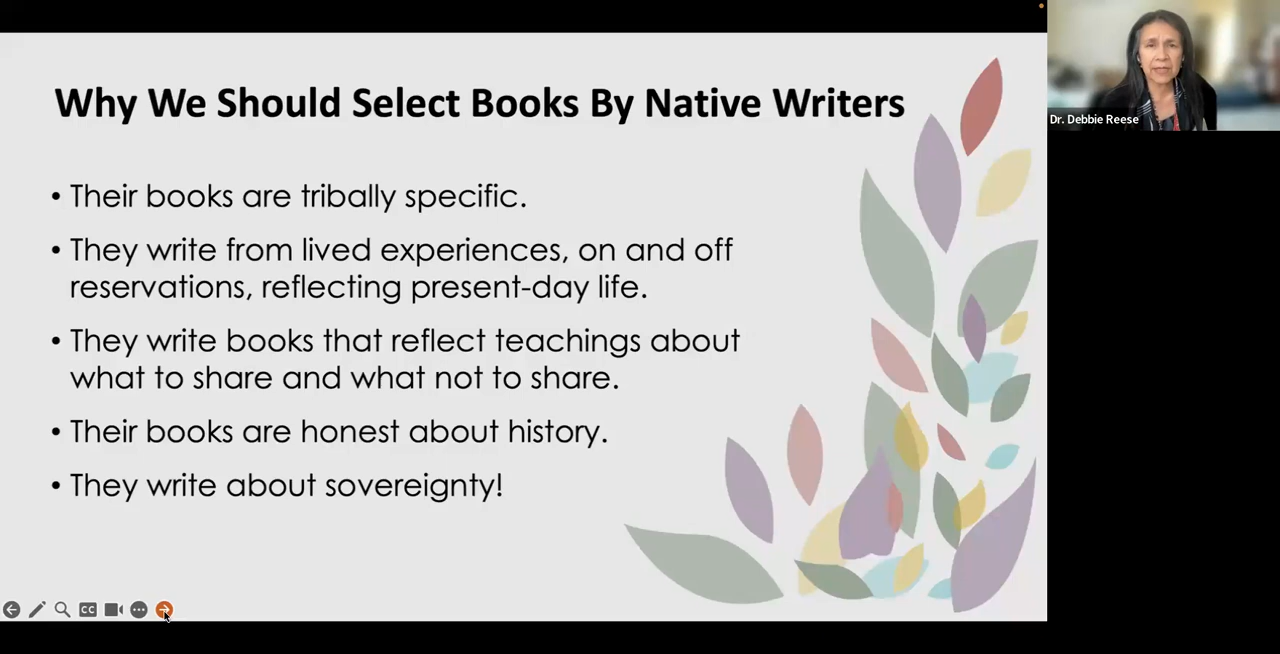 Why We Should Select Books By Native Writers
• Their books are tribally specific.
• They write from lived experiences, on and off
reservations, reflecting present-day life.
• They write books that reflect teachings about
what to share and what not to share.
• Their books are honest about history.
• They write about sovereignty!
Dr. Debbie Reese
CC